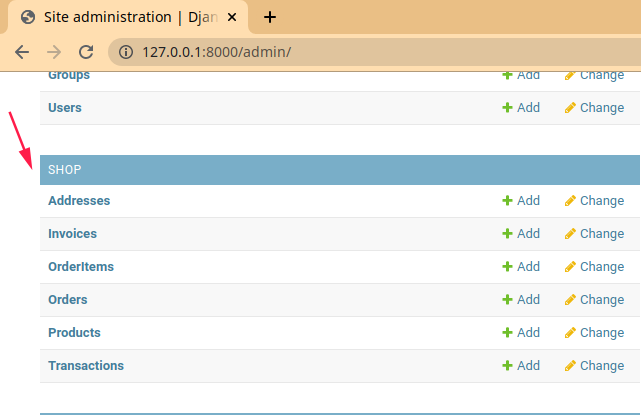 Site administration | Djan
127.0.0.1:8000/admin/
Groups Add Change
Users Add Change
SHOP
Addresses Add Change
Invoices Add Change
OrderItems Add Change
Orders Add Change
Products Add Change
Transactions Add Change